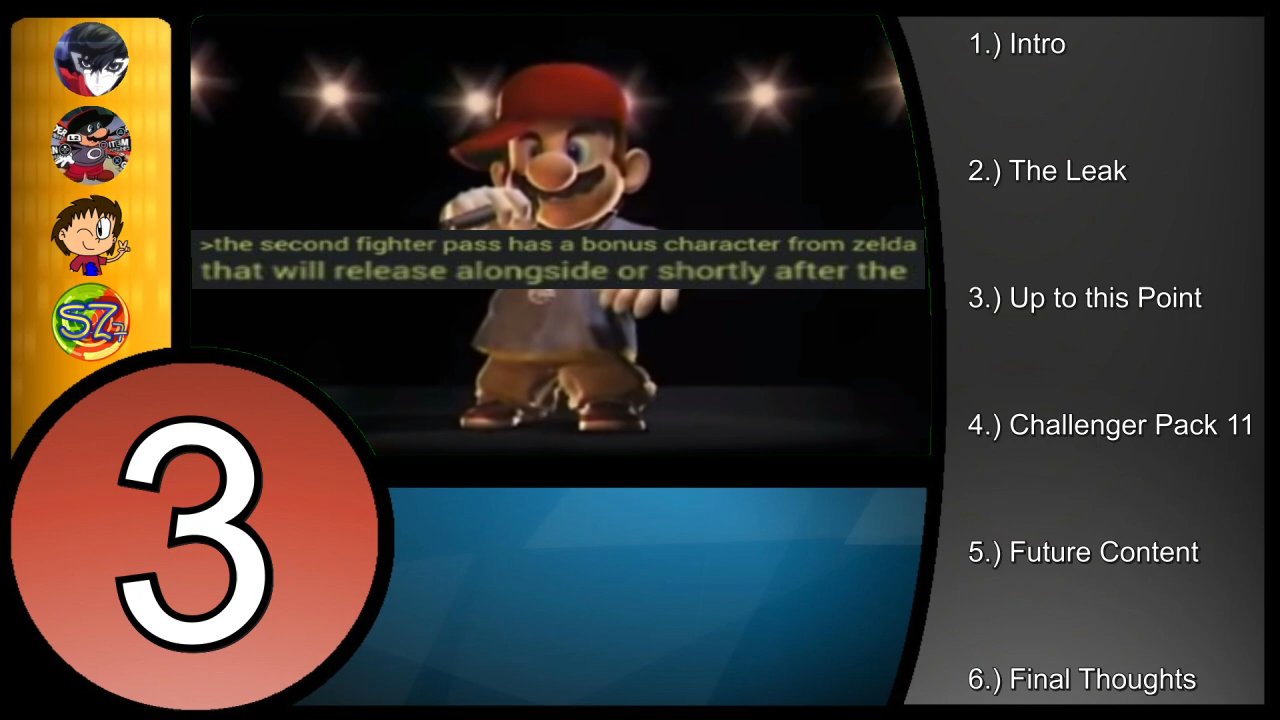 1.) Intro
2.) The Leak
>the second fighter pass has a bonus character from zelda
that will release alongside or shortly after the
3.) Up to this Point
SZ
3
4.) Challenger Pack 11
5.) Future Content
6.) Final Thoughts